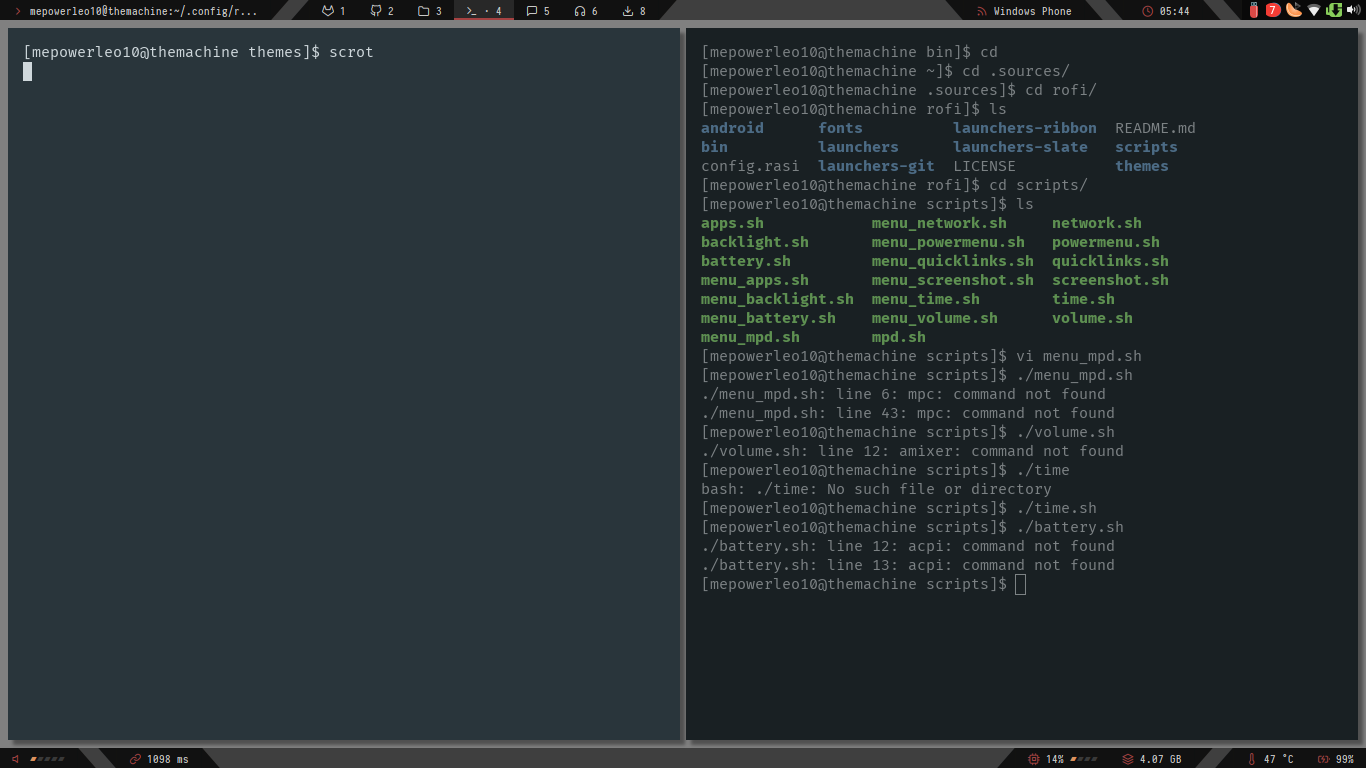 mepowerleo10@themachine:~/.config/r... 1 2 3 · 4 5 6 8 Windows Phone 05:44 7
[mepowerleo10@themachine themes]$ scrot
[mepowerleo10@themachine bin]$ cd
[mepowerleo10@themachine ~]$ cd .sources/
[mepowerleo10@themachine .sources]$ cd rofi/
[mepowerleo10@themachine rofi]$ ls
android fonts launchers-ribbon README.md
bin launchers launchers-slate scripts
config.rasi launchers-git LICENSE themes
[mepowerleo10@themachine rofi]$ cd scripts/
[mepowerleo10@themachine scripts]$ ls
apps.sh menu_network.sh network.sh
backlight.sh menu_powermenu.sh powermenu.sh
battery.sh menu_quicklinks.sh quicklinks.sh
menu_apps.sh menu_screenshot.sh screenshot.sh
menu_backlight.sh menu_time.sh time.sh
menu_battery.sh menu_volume.sh volume.sh
menu_mpd.sh mpd.sh
[mepowerleo10@themachine scripts]$ vi menu_mpd.sh
[mepowerleo10@themachine scripts]$ ./menu_mpd.sh
./menu_mpd.sh: line 6: mpc: command not found
./menu_mpd.sh: line 43: mpc: command not found
[mepowerleo10@themachine scripts]$ ./volume.sh
./volume.sh: line 12: amixer: command not found
[mepowerleo10@themachine scripts]$ ./time
bash: ./time: No such file or directory
[mepowerleo10@themachine scripts]$ ./time.sh
[mepowerleo10@themachine scripts]$ ./battery.sh
./battery.sh: line 12: acpi: command not found
./battery.sh: line 13: acpi: command not found
[mepowerleo10@themachine scripts]$
1098 ms 14% 4.07 GB 47 °C 99%